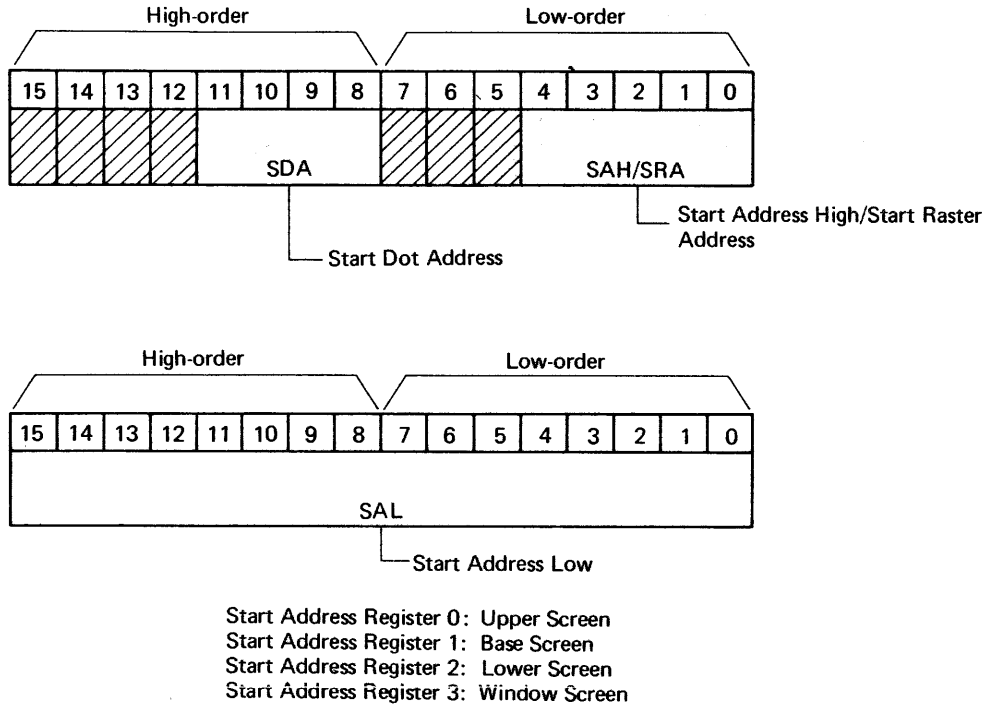 High-order Low-order
15 14 13 12 11 10 9 8 7 6 5 4 3 2 1 0
SDA SAH/SRA
Start Address High/Start Raster
Address
Start Dot Address
High-order Low-order
15 14 13 12 11 10 9 8 7 6 5 4 3 2 1 0
SAL
Start Address Low
Start Address Register 0: Upper Screen
Start Address Register 1: Base Screen
Start Address Register 2: Lower Screen
Start Address Register 3: Window Screen